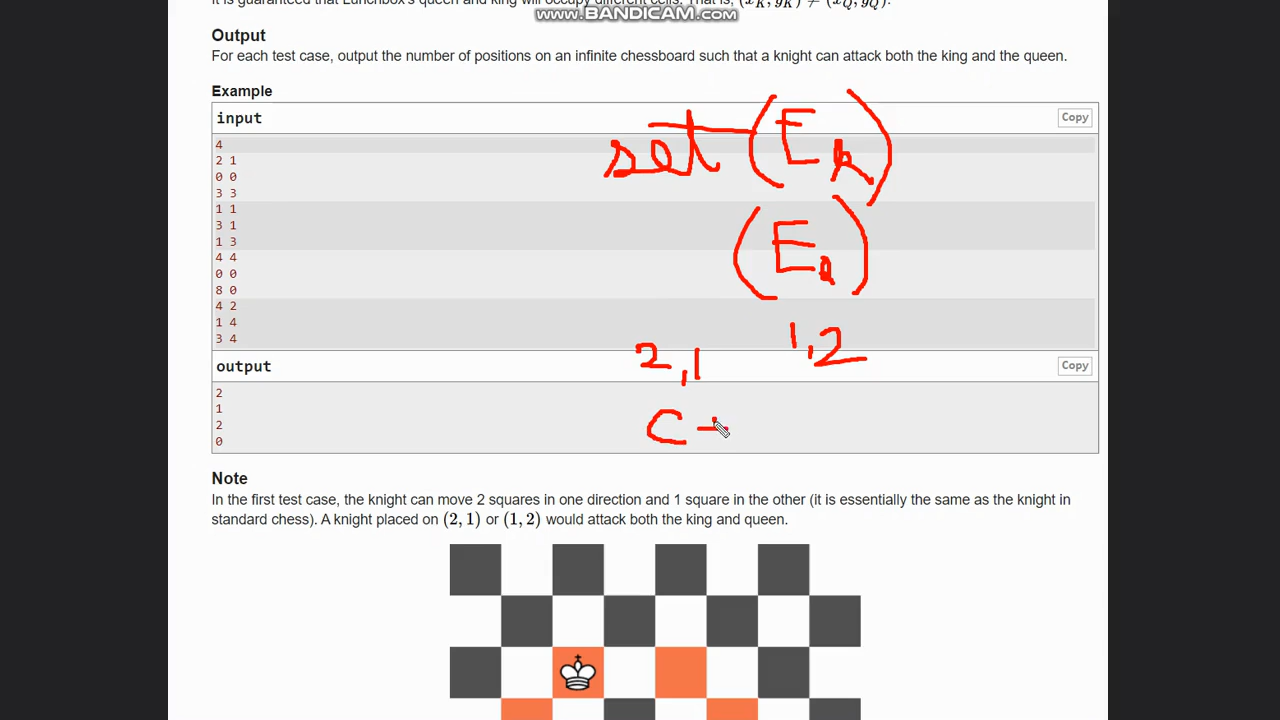 It is guaranteed that Lunchbox's queen and king will occupy different cells. That is, (x_K, y_K) ≠ (x_Q, y_Q).
www.BANDICAM.com
Output
For each test case, output the number of positions on an infinite chessboard such that a knight can attack both the king and the queen.
Example
input
Copy
4
2 1
0 0
3 3
1 1
3 1
1 3
4 4
0 0
8 0
4 2
1 4
3 4
set (E k)
(E Q)
2,1 1,2
output
Copy
2
1
2
0
C +
Note
In the first test case, the knight can move 2 squares in one direction and 1 square in the other (it is essentially the same as the knight in
standard chess). A knight placed on (2, 1) or (1, 2) would attack both the king and queen.